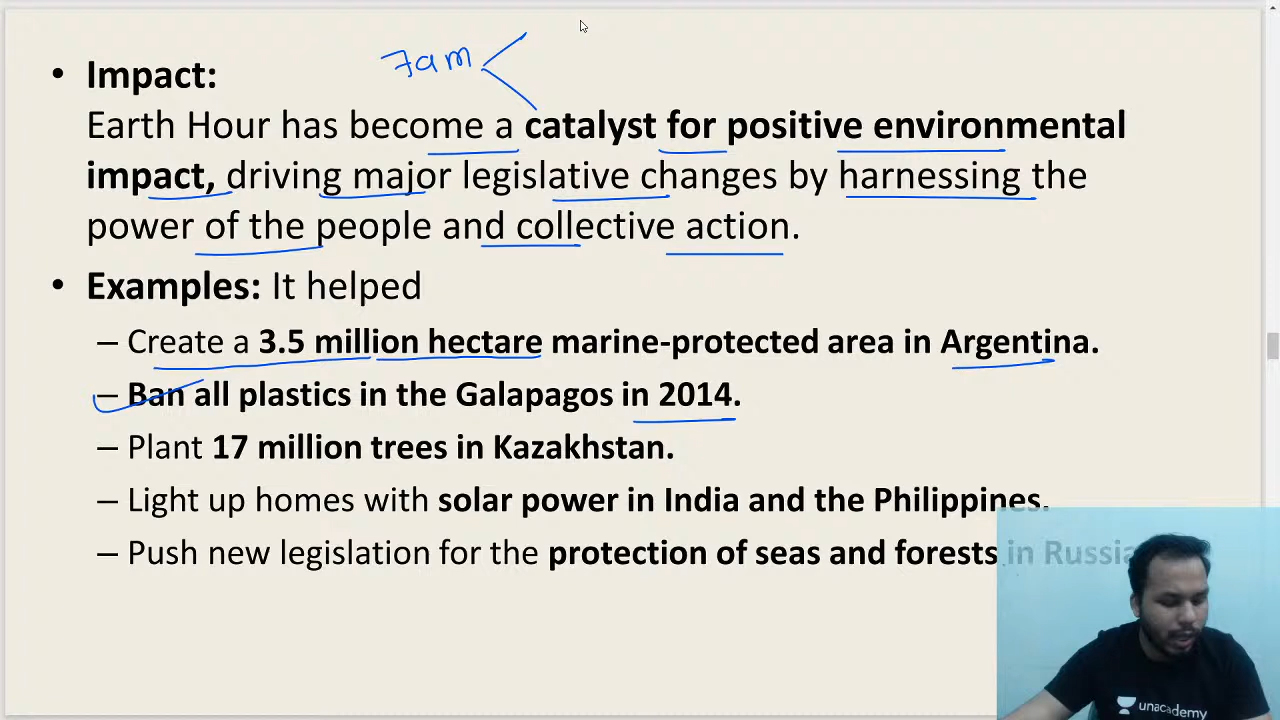 7am
• Impact:
Earth Hour has become a catalyst for positive environmental
impact, driving major legislative changes by harnessing the
power of the people and collective action.
• Examples: It helped
– Create a 3.5 million hectare marine-protected area in Argentina.
– Ban all plastics in the Galapagos in 2014.
– Plant 17 million trees in Kazakhstan.
– Light up homes with solar power in India and the Philippines.
– Push new legislation for the protection of seas and forests in Russia
unacademy